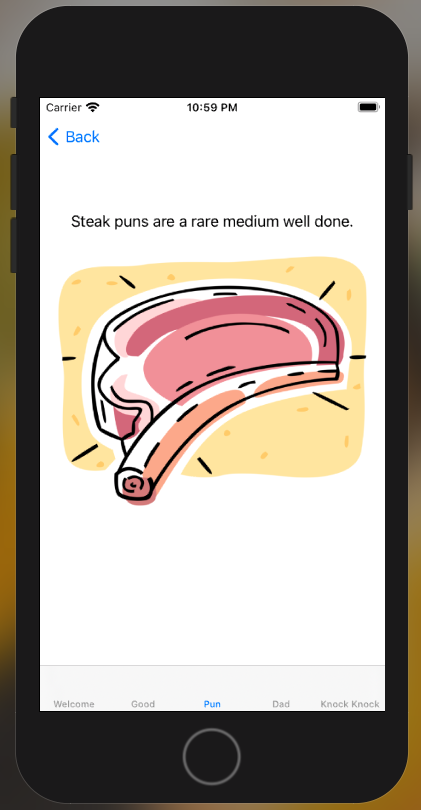 Carrier 10:59 PM
Back
Steak puns are a rare medium well done.
Welcome Good Pun Dad Knock Knock